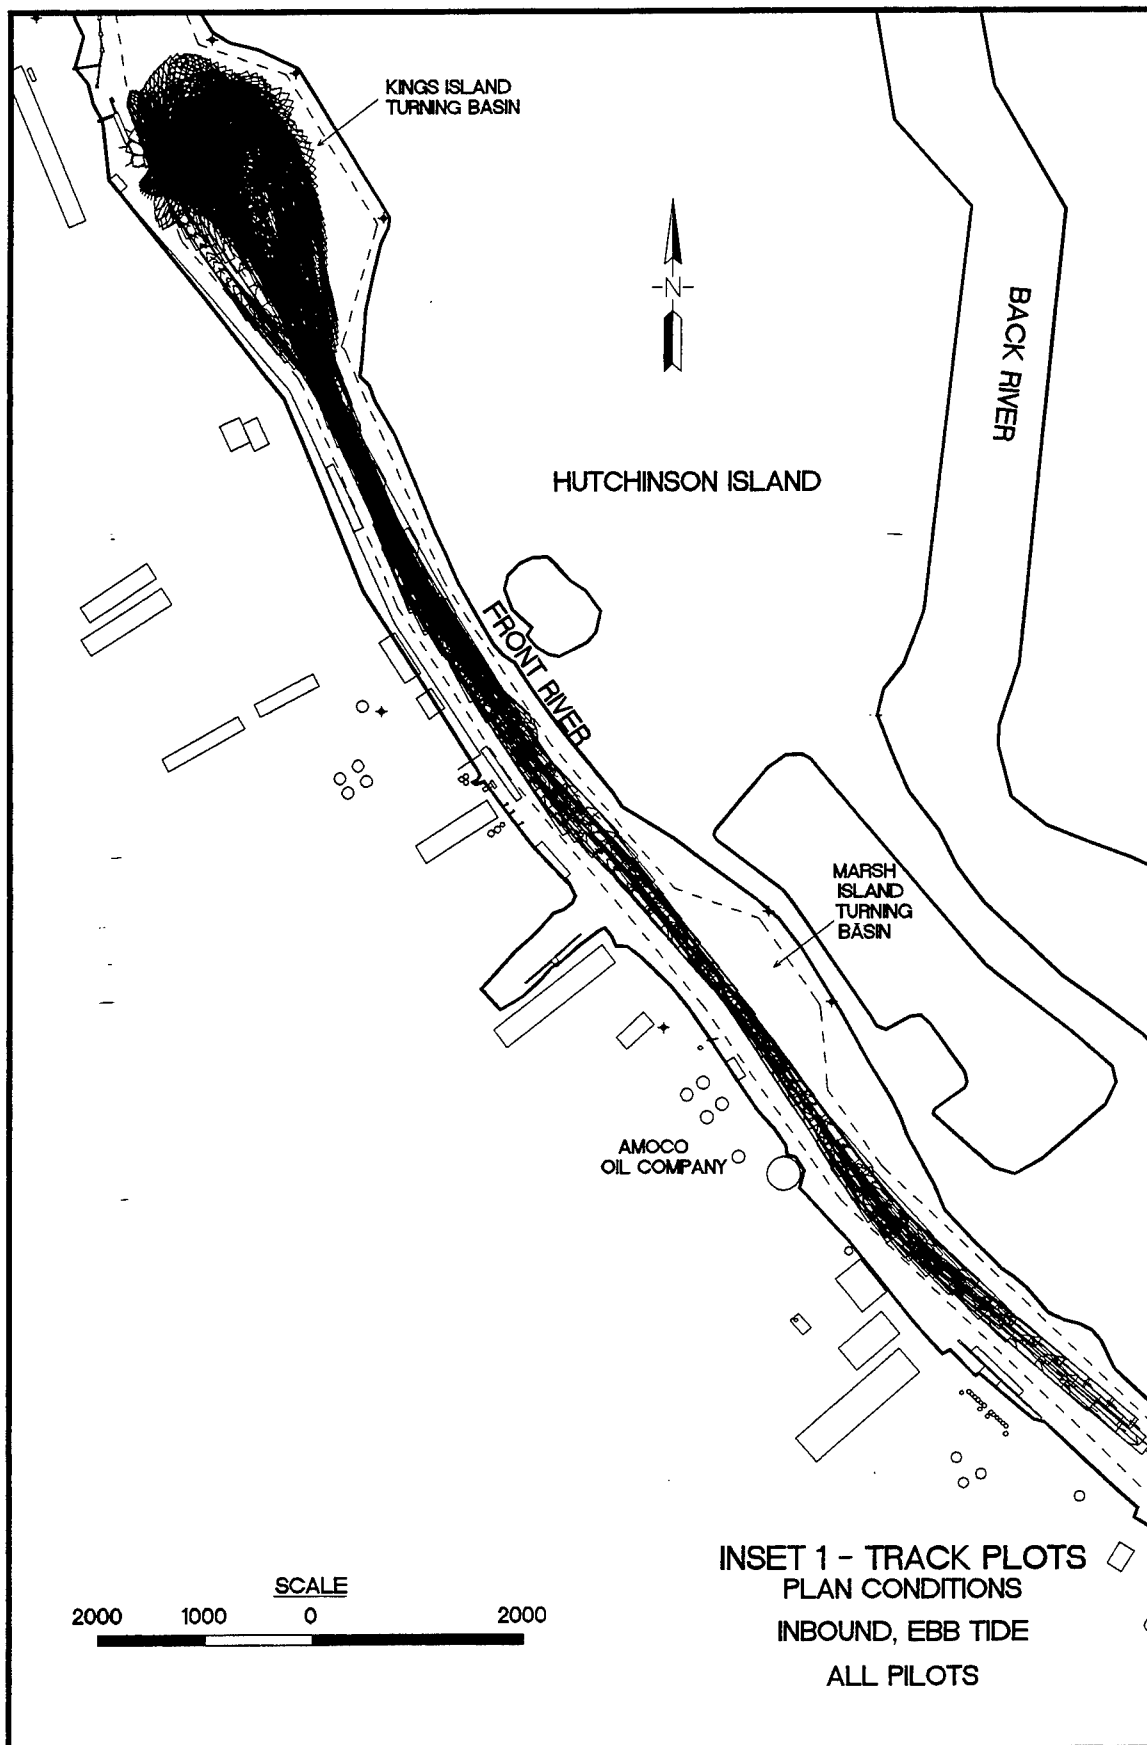 KINGS ISLAND
TURNING BASIN
-N-
BACK RIVER
HUTCHINSON ISLAND
FRONT RIVER
MARSH
ISLAND
TURNING
BASIN
AMOCO
OIL COMPANY
INSET 1 - TRACK PLOTS
PLAN CONDITIONS
INBOUND, EBB TIDE
ALL PILOTS
SCALE
2000 1000 0 2000